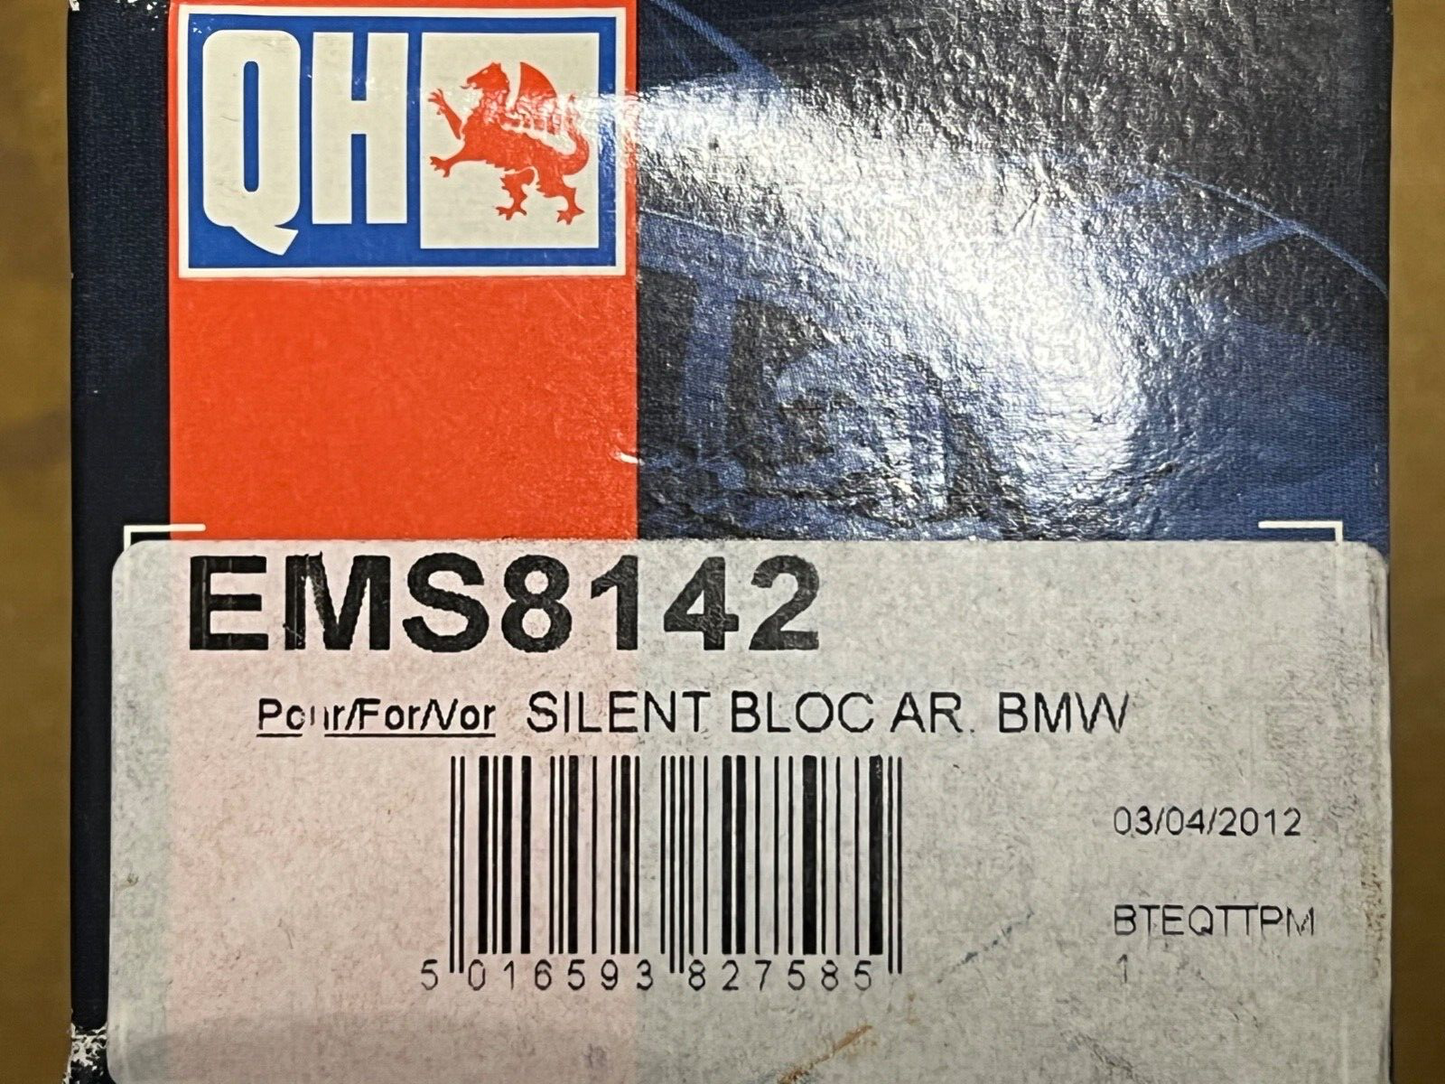 QH
EMS8142
Pour/For/Vor SILENT BLOC AR. BMW
03/04/2012
BTEQTTPM
1
5 016593 827585